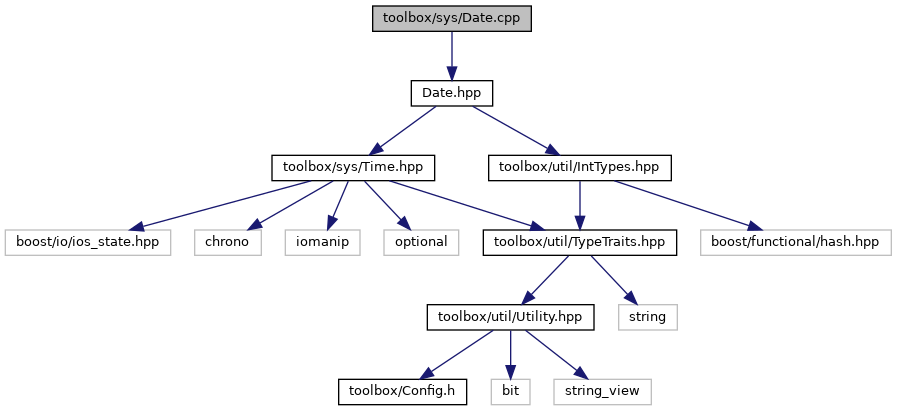 toolbox/sys/Date.cpp
Date.hpp
toolbox/sys/Time.hpp
toolbox/util/IntTypes.hpp
boost/io/ios_state.hpp
chrono
iomanip
optional
toolbox/util/TypeTraits.hpp
boost/functional/hash.hpp
toolbox/util/Utility.hpp
string
toolbox/Config.h
bit
string_view